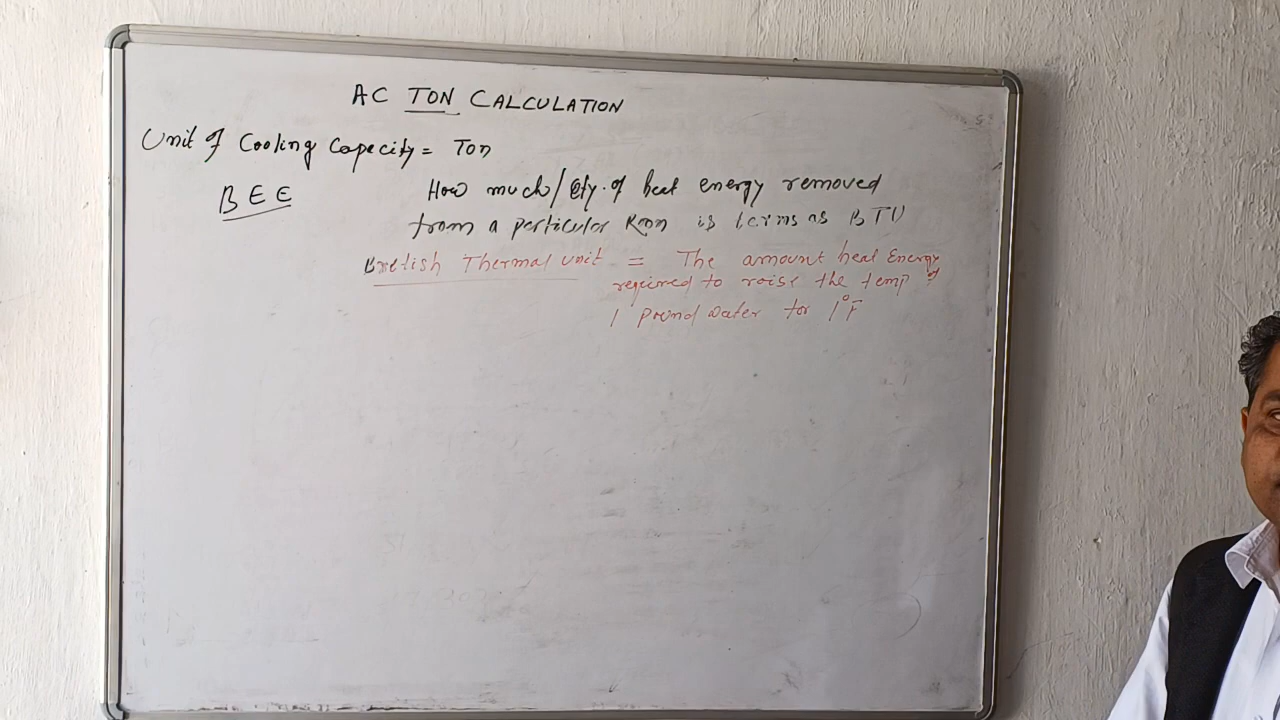 AC TON CALCULATION
Unit of Cooling Capacity = Ton
BEE
How much/Qty. of heat energy removed
from a particular Room is terms as BTU
Bretish Thermal unit = The amount heat Energy
required to raise the temp of
1 pound water for 1°F